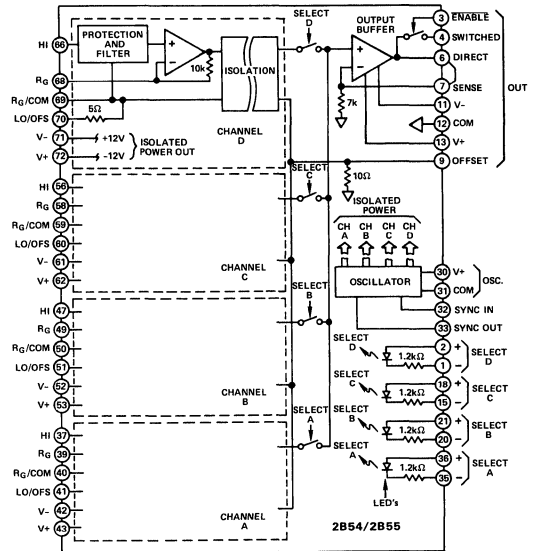 SELECT
D
OUTPUT
BUFFER
3 ENABLE
4 SWITCHED
6 DIRECT
7 SENSE
11 V–
12 COM
13 V+
9 OFFSET
OUT
7k
10Ω
HI 66
PROTECTION
AND
FILTER
10k
ISOLATION
RG 68
RG/COM 69
LO/OFS 70
5Ω
V– 71 +12V
V+ 72 –12V
ISOLATED
POWER OUT
CHANNEL
D
HI 56
RG 58
RG/COM 59
LO/OFS 60
V– 61
V+ 62
CHANNEL
C
SELECT
C
HI 47
RG 49
RG/COM 50
LO/OFS 51
V– 52
V+ 53
CHANNEL
B
SELECT
B
HI 37
RG 39
RG/COM 40
LO/OFS 41
V– 42
V+ 43
CHANNEL
A
SELECT
A
ISOLATED
POWER
CH A CH B CH C CH D
OSCILLATOR
30 V+
31 COM
OSC.
32 SYNC IN
33 SYNC OUT
SELECT D 1.2kΩ 2 + 1 – SELECT D
SELECT C 1.2kΩ 18 + 15 – SELECT C
SELECT B 1.2kΩ 21 + 20 – SELECT B
SELECT A 1.2kΩ 36 + 35 – SELECT A
LED's
2B54/2B55